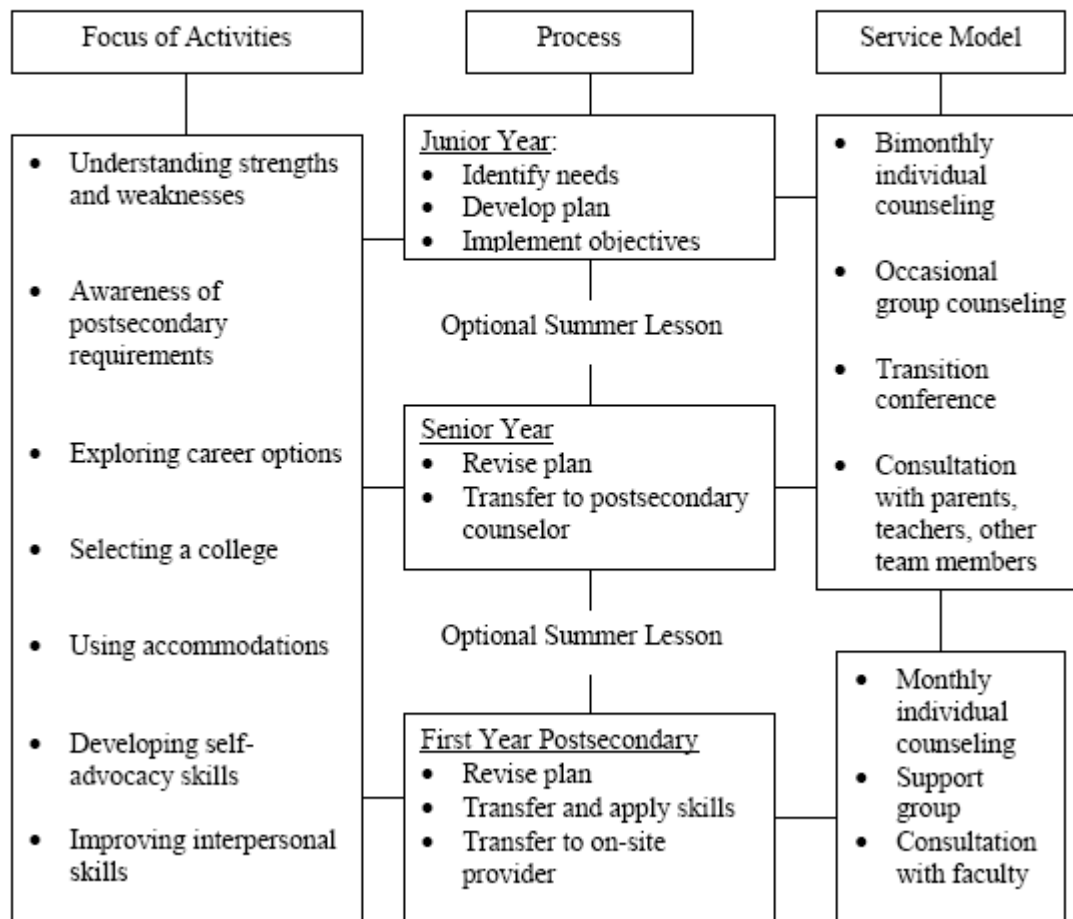 Focus of Activities
Process
Service Model
• Understanding strengths
and weaknesses
• Awareness of
postsecondary
requirements
• Exploring career options
• Selecting a college
• Using accommodations
• Developing self-
advocacy skills
• Improving interpersonal
skills
Junior Year:
• Identify needs
• Develop plan
• Implement objectives
Optional Summer Lesson
Senior Year
• Revise plan
• Transfer to postsecondary
counselor
Optional Summer Lesson
First Year Postsecondary
• Revise plan
• Transfer and apply skills
• Transfer to on-site
provider
• Bimonthly
individual
counseling
• Occasional
group counseling
• Transition
conference
• Consultation
with parents,
teachers, other
team members
• Monthly
individual
counseling
• Support
group
• Consultation
with faculty